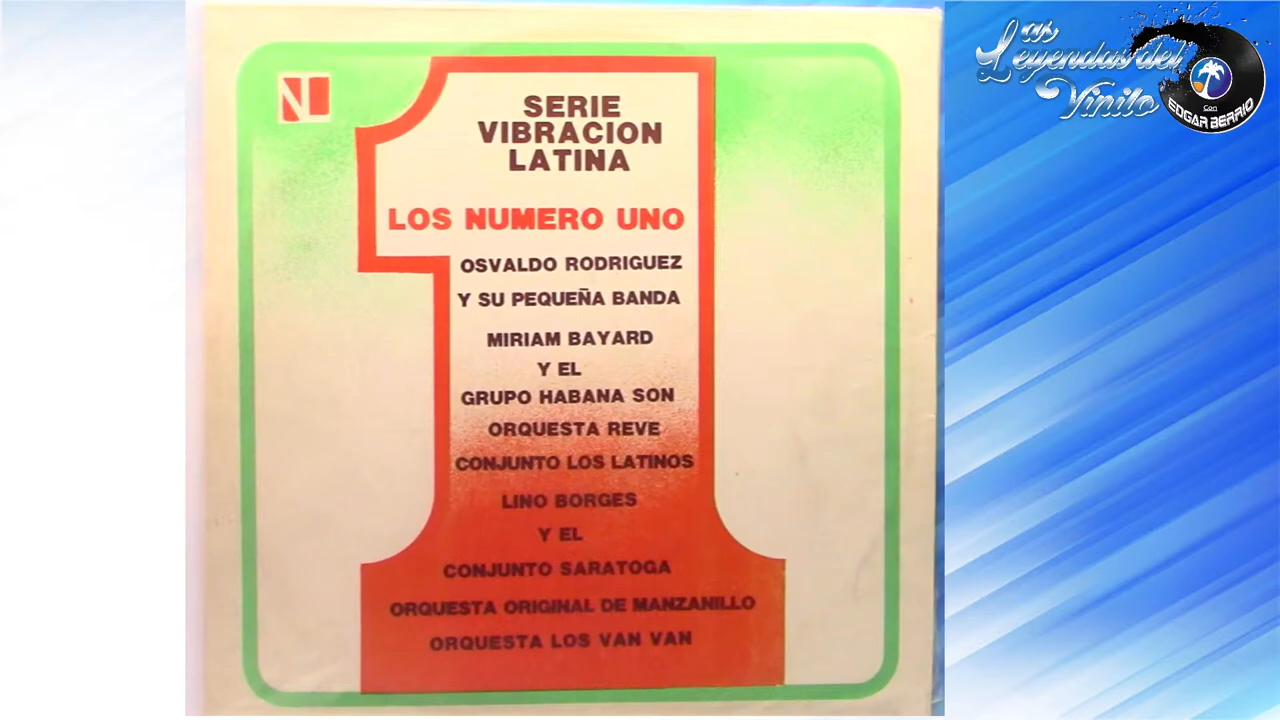 NL
SERIE
VIBRACION
LATINA
LOS NUMERO UNO
OSVALDO RODRIGUEZ
Y SU PEQUEÑA BANDA
MIRIAM BAYARD
Y EL
GRUPO HABANA SON
ORQUESTA REVE
CONJUNTO LOS LATINOS
LINO BORGES
Y EL
CONJUNTO SARATOGA
ORQUESTA ORIGINAL DE MANZANILLO
ORQUESTA LOS VAN VAN
Las
Leyendas del
Vinilo
Con
EDGAR BERRIO